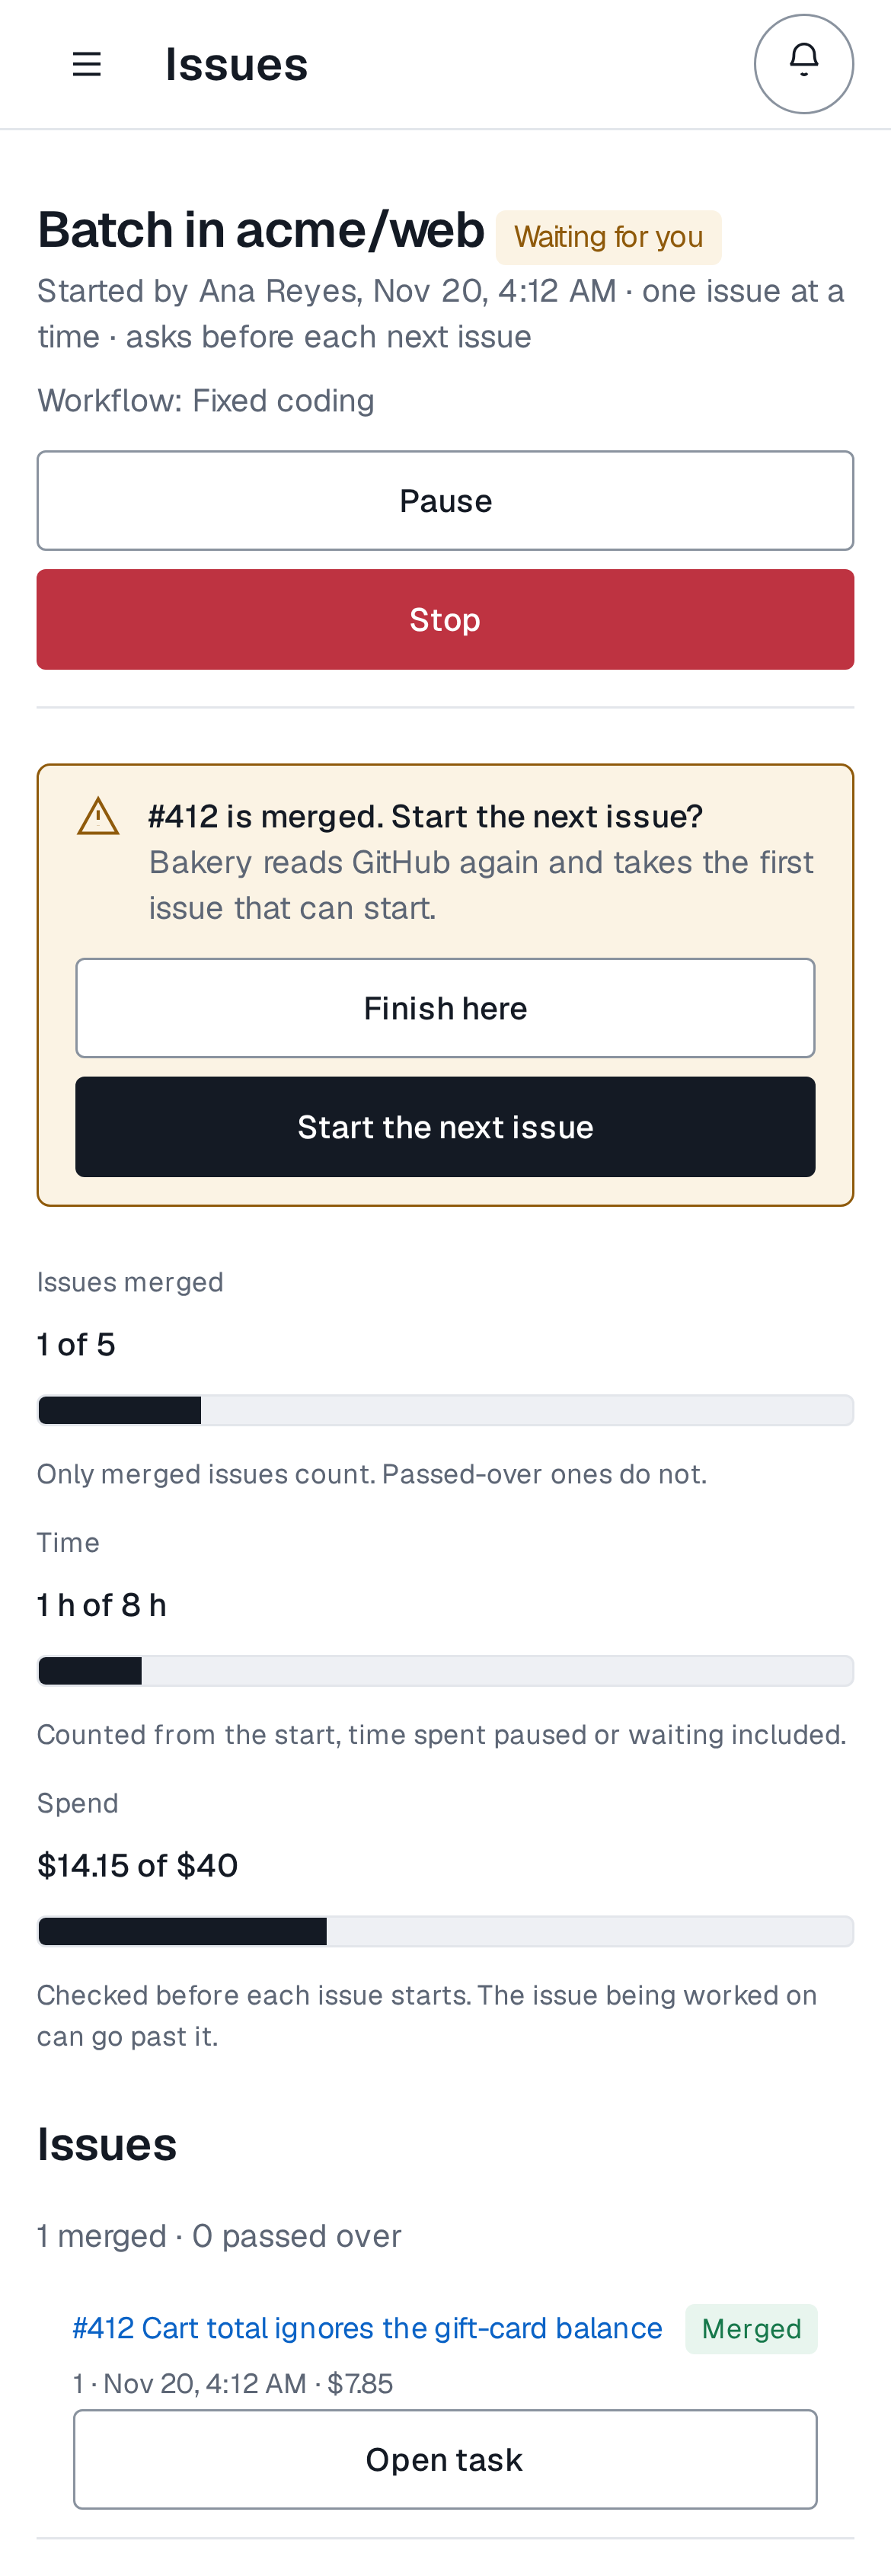 Issues
Batch in acme/web
Waiting for you
Started by Ana Reyes, Nov 20, 4:12 AM · one issue at a
time · asks before each next issue
Workflow: Fixed coding
Pause
Stop
#412 is merged. Start the next issue?
Bakery reads GitHub again and takes the first
issue that can start.
Finish here
Start the next issue
Issues merged
1 of 5
Only merged issues count. Passed-over ones do not.
Time
1 h of 8 h
Counted from the start, time spent paused or waiting included.
Spend
$14.15 of $40
Checked before each issue starts. The issue being worked on
can go past it.
Issues
1 merged · 0 passed over
#412 Cart total ignores the gift-card balance
Merged
1 · Nov 20, 4:12 AM · $7.85
Open task